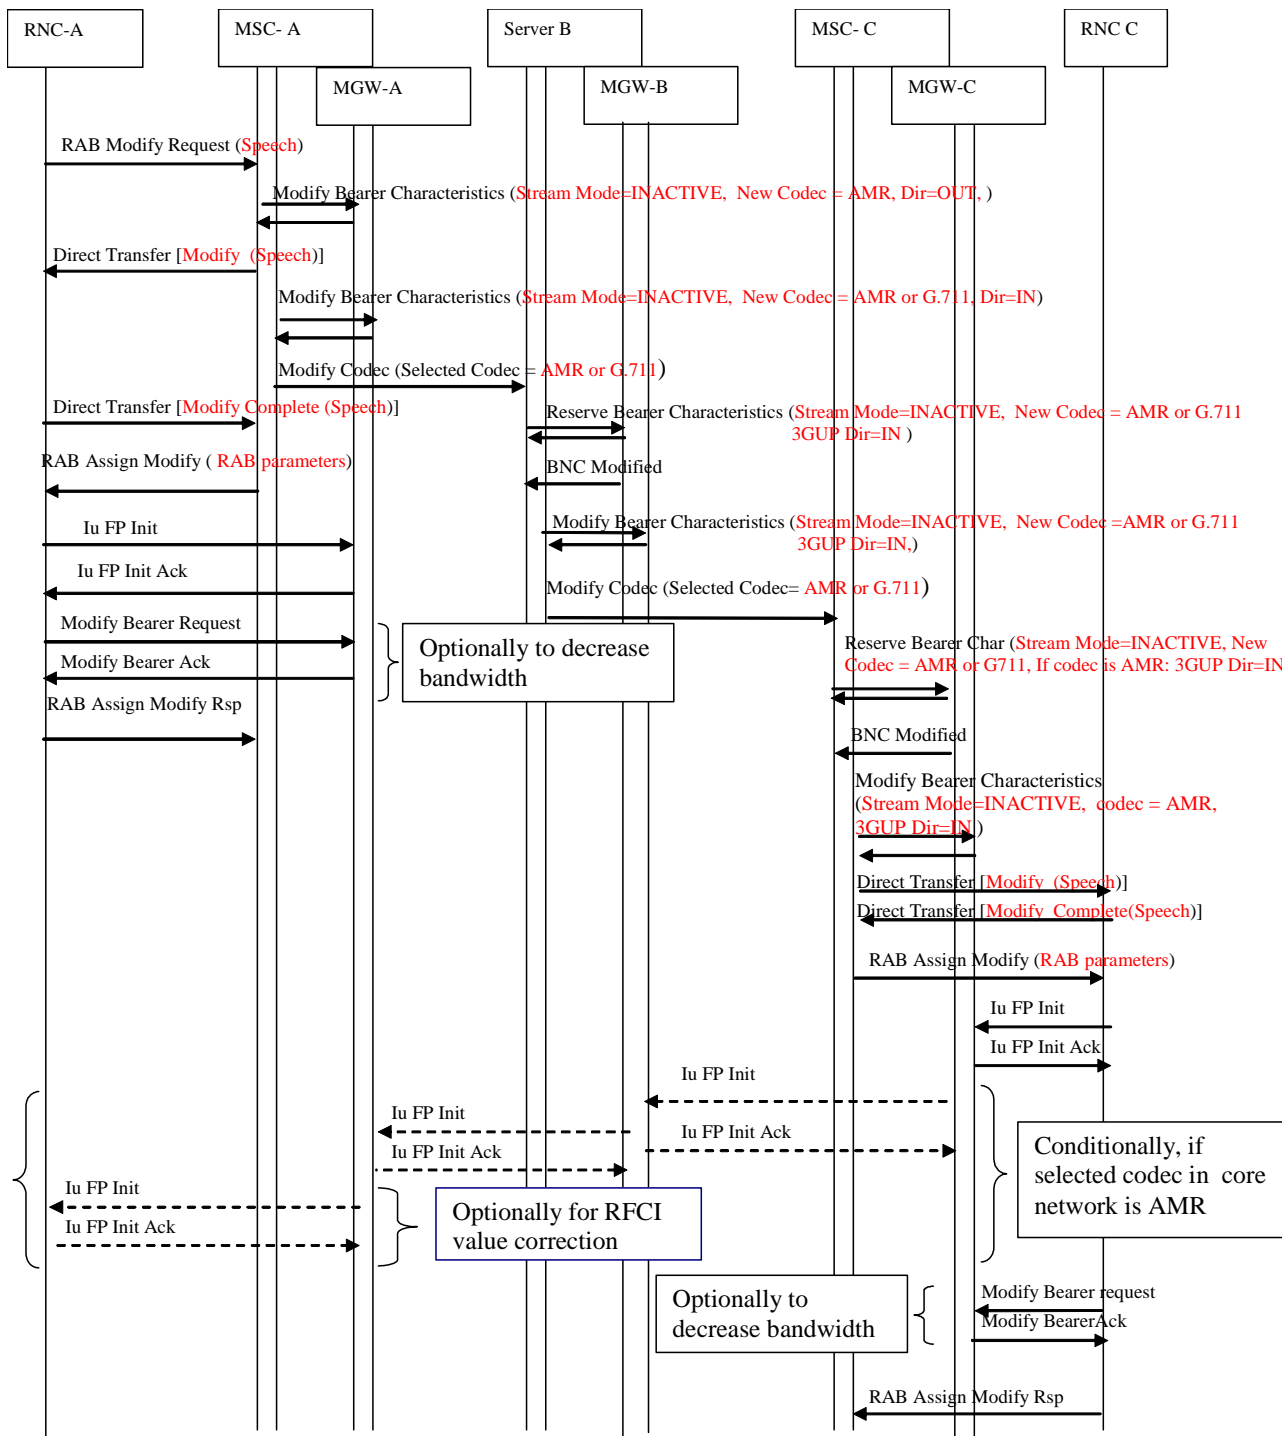 RNC-A
MSC- A
Server B
MSC- C
RNC C
MGW-A
MGW-B
MGW-C
RAB Modify Request (Speech)
Modify Bearer Characteristics (Stream Mode=INACTIVE, New Codec = AMR, Dir=OUT, )
Direct Transfer [Modify (Speech)]
Modify Bearer Characteristics (Stream Mode=INACTIVE, New Codec = AMR or G.711, Dir=IN)
Modify Codec (Selected Codec = AMR or G.711)
Direct Transfer [Modify Complete (Speech)]
Reserve Bearer Characteristics (Stream Mode=INACTIVE, New Codec = AMR or G.711
3GUP Dir=IN )
RAB Assign Modify ( RAB parameters)
BNC Modified
Iu FP Init
Modify Bearer Characteristics (Stream Mode=INACTIVE, New Codec =AMR or G.711
3GUP Dir=IN,)
Iu FP Init Ack
Modify Codec (Selected Codec= AMR or G.711)
Modify Bearer Request
Optionally to decrease
bandwidth
Reserve Bearer Char (Stream Mode=INACTIVE, New
Codec = AMR or G711, If codec is AMR: 3GUP Dir=IN
Modify Bearer Ack
RAB Assign Modify Rsp
BNC Modified
Modify Bearer Characteristics
(Stream Mode=INACTIVE, codec = AMR,
3GUP Dir=IN )
Direct Transfer [Modify (Speech)]
Direct Transfer [Modify Complete(Speech)]
RAB Assign Modify (RAB parameters)
Iu FP Init
Iu FP Init Ack
Iu FP Init
Iu FP Init
Iu FP Init Ack
Iu FP Init Ack
Conditionally, if
selected codec in core
network is AMR
Iu FP Init
Iu FP Init Ack
Optionally for RFCI
value correction
Optionally to
decrease bandwidth
Modify Bearer request
Modify BearerAck
RAB Assign Modify Rsp